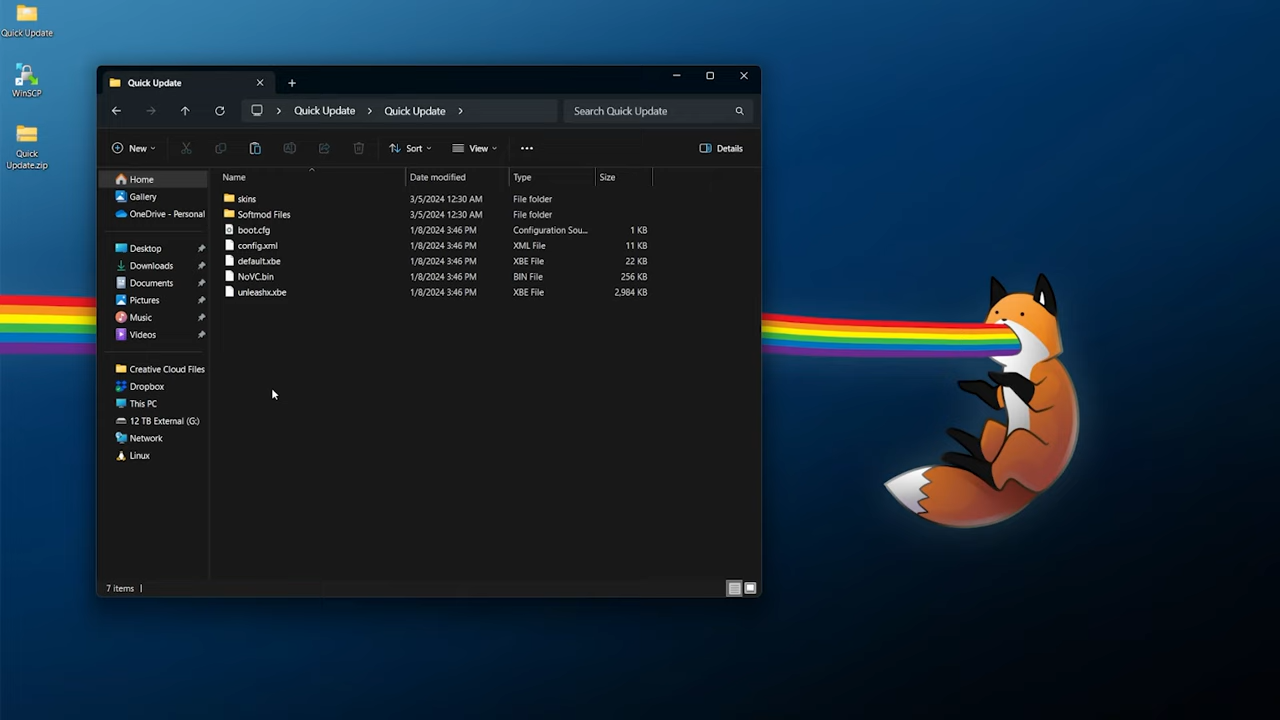 Quick Update
WinSCP
Quick
Update.zip
Quick Update
Quick Update
Quick Update
Search Quick Update
New
Sort
View
Details
Name
Date modified
Type
Size
Home
Gallery
OneDrive - Personal
Desktop
Downloads
Documents
Pictures
Music
Videos
Creative Cloud Files
Dropbox
This PC
12 TB External (G:)
Network
Linux
skins 3/5/2024 12:30 AM File folder
Softmod Files 3/5/2024 12:30 AM File folder
boot.cfg 1/8/2024 3:46 PM Configuration Sou... 1 KB
config.xml 1/8/2024 3:46 PM XML File 11 KB
default.xbe 1/8/2024 3:46 PM XBE File 22 KB
NoVC.bin 1/8/2024 3:46 PM BIN File 256 KB
unleashx.xbe 1/8/2024 3:46 PM XBE File 2,984 KB
7 items